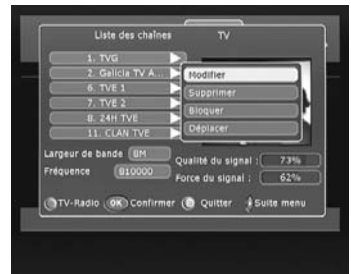 Liste des chaînes
TV
1. TVG
2. Galicia TV A...
6. TVE 1
7. TVE 2
8. 24H TVE
11. CLAN TVE
Modifier
Supprimer
Bloquer
Déplacer
Largeur de bande 8M
Fréquence 810000
Qualité du signal : 73%
Force du signal : 62%
TV-Radio OK Confirmer Quitter Suite menu